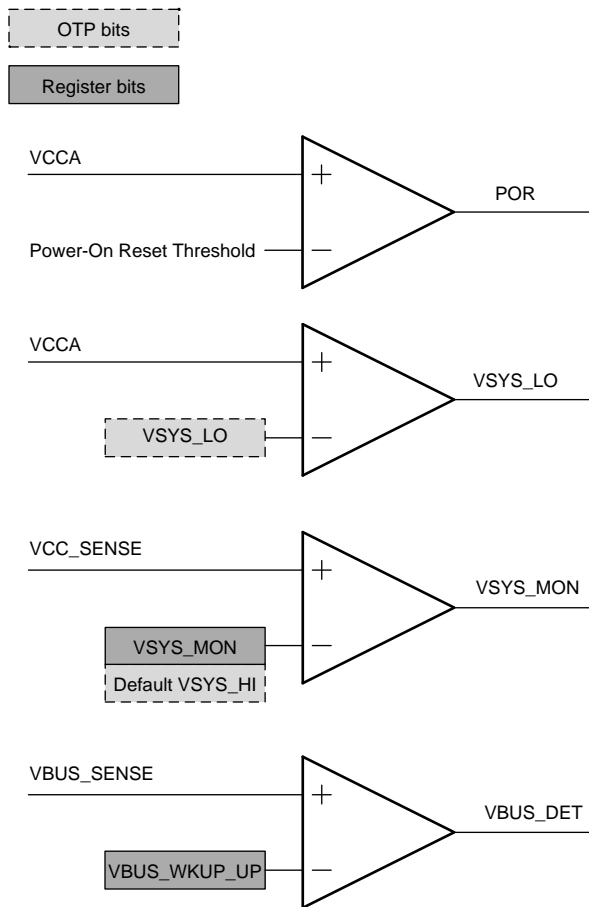 OTP bits
Register bits
VCCA
+
POR
Power-On Reset Threshold
−
VCCA
+
VSYS_LO
VSYS_LO
−
VCC_SENSE
+
VSYS_MON
VSYS_MON
−
Default VSYS_HI
VBUS_SENSE
+
VBUS_DET
VBUS_WKUP_UP
−